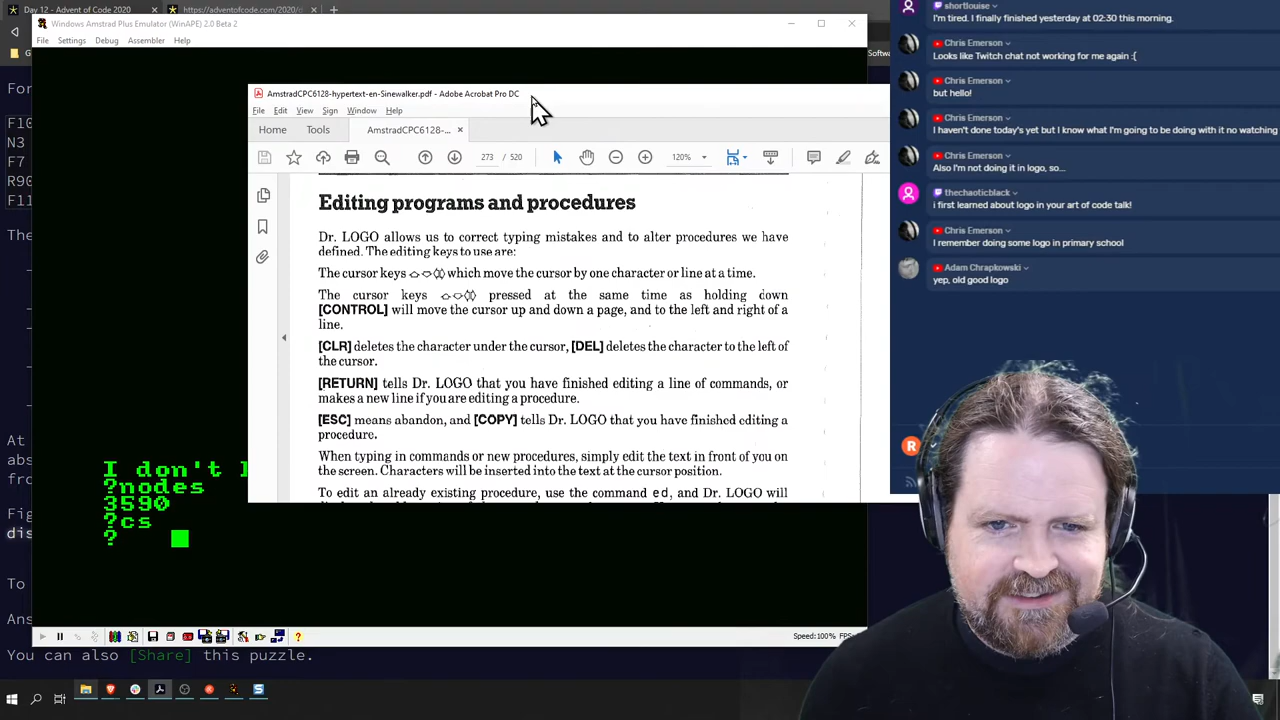 Day 12 - Advent of Code 2020
https://adventofcode.com/2020/d
Windows Amstrad Plus Emulator (WinAPE) 2.0 Beta 2
File Settings Debug Assembler Help
Fo
F10
N3
F7
R90
F11
The
At
abs
fro
Fig
dis
To
Ans
You can also [Share] this puzzle.
I don't
?nodes
3590
?cs
?
Speed:100% FPS
AmstradCPC6128-hypertext-en-Sinewalker.pdf - Adobe Acrobat Pro DC
File Edit View Sign Window Help
Home Tools AmstradCPC6128-... ×
273 / 520 120%
Editing programs and procedures
Dr. LOGO allows us to correct typing mistakes and to alter procedures we have
defined. The editing keys to use are:
The cursor keys which move the cursor by one character or line at a time.
The cursor keys pressed at the same time as holding down
[CONTROL] will move the cursor up and down a page, and to the left and right of a
line.
[CLR] deletes the character under the cursor, [DEL] deletes the character to the left of
the cursor.
[RETURN] tells Dr. LOGO that you have finished editing a line of commands, or
makes a new line if you are editing a procedure.
[ESC] means abandon, and [COPY] tells Dr. LOGO that you have finished editing a
procedure.
When typing in commands or new procedures, simply edit the text in front of you on
the screen. Characters will be inserted into the text at the cursor position.
To edit an already existing procedure, use the command ed, and Dr. LOGO will
shortlouise
I'm tired. I finally finished yesterday at 02:30 this morning.
Chris Emerson
Looks like Twitch chat not working for me again :{
Chris Emerson
but hello!
Chris Emerson
I haven't done today's yet but I know what I'm going to be doing with it no watching
Chris Emerson
Also I'm not doing it in logo, so...
thechaoticblack
i first learned about logo in your art of code talk!
Chris Emerson
I remember doing some logo in primary school
Adam Chrapkowski
yep, old good logo
R